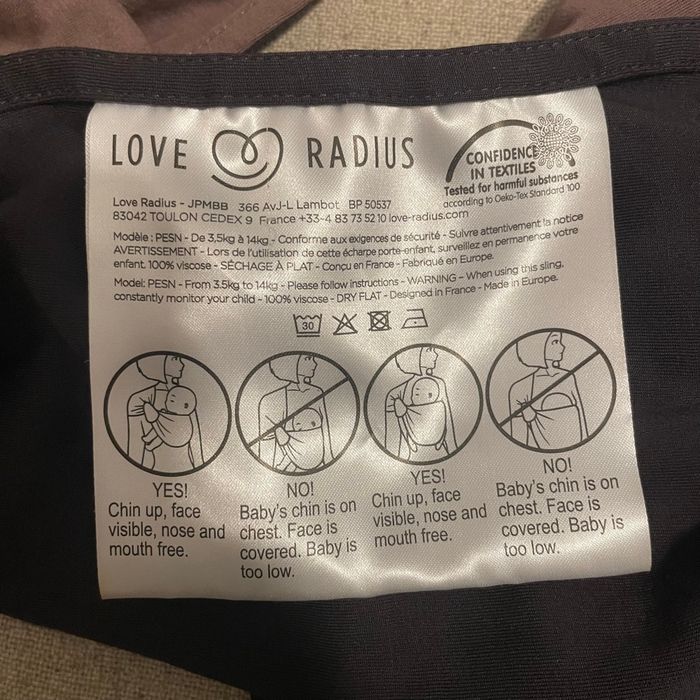 LOVE RADIUS
CONFIDENCE
IN TEXTILES
Tested for harmful substances
according to Oeko-Tex Standard 100
Love Radius - JPMBB 366 AvJ-L Lambot BP 50537
83042 TOULON CEDEX 9 France +33-4 83 73 52 10 love-radius.com
Modèle : PESN - De 3,5kg à 14kg - Conforme aux exigences de sécurité - Suivre attentivement la notice
AVERTISSEMENT - Lors de l'utilisation de cette écharpe porte-enfant, surveillez en permanence votre
enfant. 100% viscose - SÉCHAGE À PLAT - Conçu en France - Fabriqué en Europe.
Model: PESN - From 3.5kg to 14kg - Please follow instructions - WARNING - When using this sling,
constantly monitor your child - 100% viscose - DRY FLAT - Designed in France - Made in Europe.
30
YES!
Chin up, face
visible, nose and
mouth free.
NO!
Baby's chin is on
chest. Face is
covered. Baby is
too low.
YES!
Chin up, face
visible, nose and
mouth free.
NO!
Baby's chin is on
chest. Face is
covered. Baby is
too low.